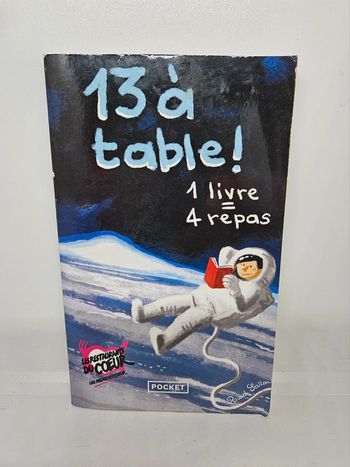 13 à
table!
1 livre
=
4 repas
LES RESTAURANTS
DU CŒUR
POCKET